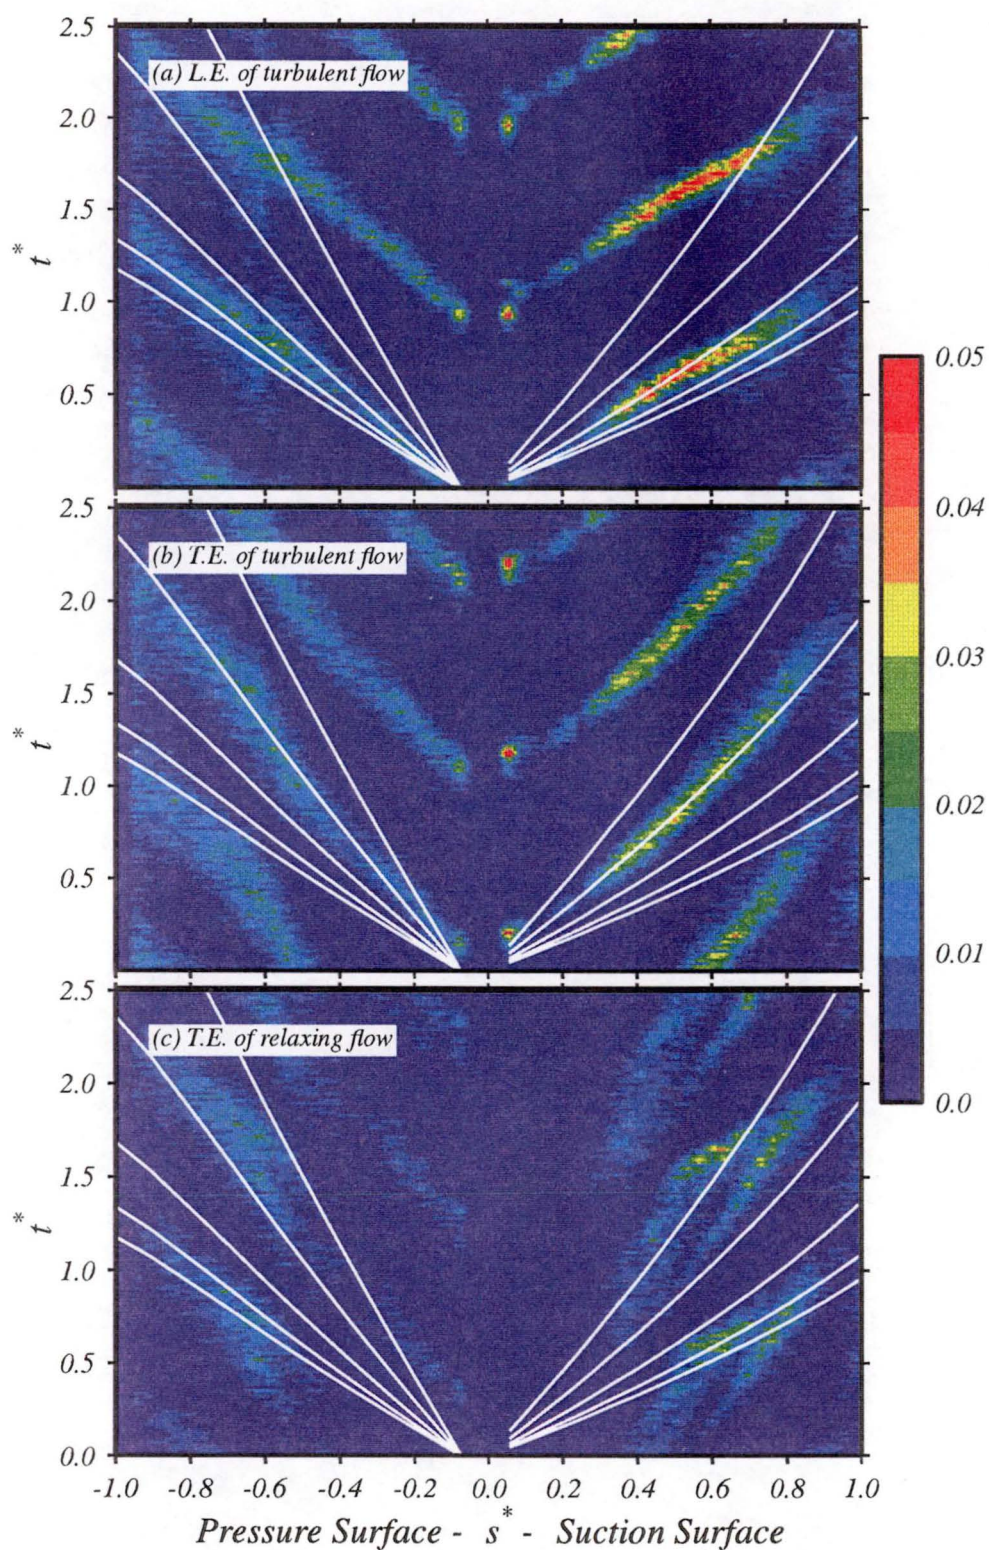 2.5
(a) L.E. of turbulent flow
2.0
1.5
t*
1.0
0.5
0.05
2.5
0.04
(b) T.E. of turbulent flow
2.0
0.03
1.5
t*
1.0
0.02
0.5
0.01
2.5
(c) T.E. of relaxing flow
0.0
2.0
1.5
t*
1.0
0.5
0.0
-1.0 -0.8 -0.6 -0.4 -0.2 0.0 0.2 0.4 0.6 0.8 1.0
Pressure Surface - s* - Suction Surface